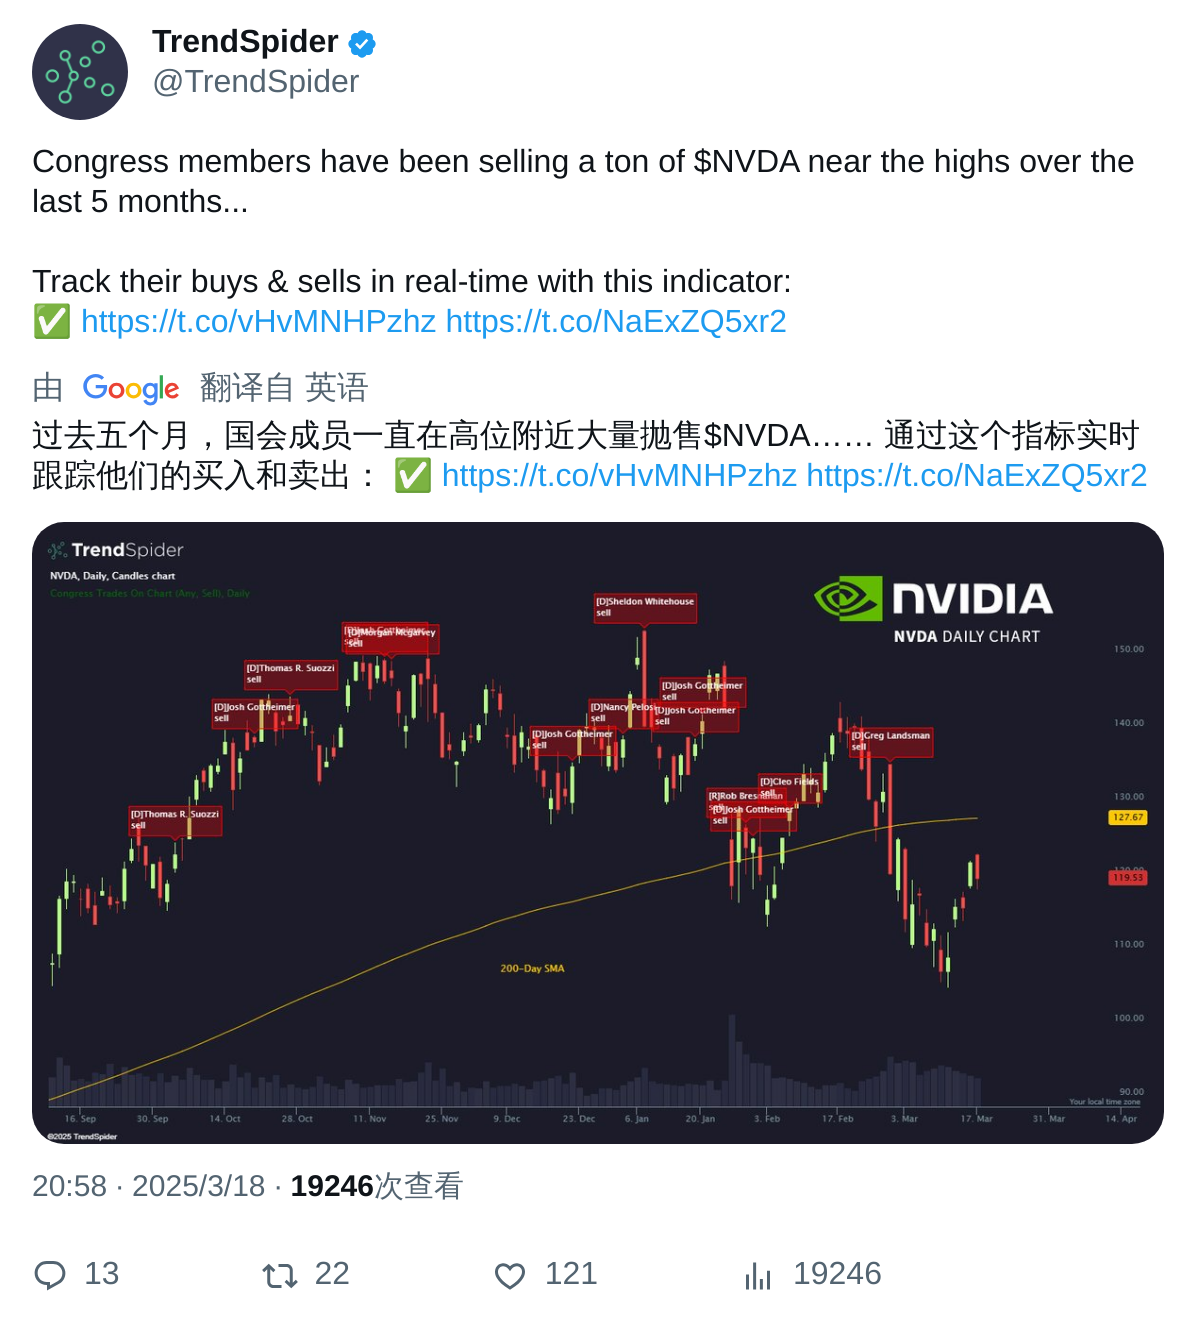 TrendSpider
@TrendSpider
Congress members have been selling a ton of $NVDA near the highs over the
last 5 months...
Track their buys & sells in real-time with this indicator:
✅ https://t.co/vHvMNHPzhz https://t.co/NaExZQ5xr2
由 Google 翻译自 英语
过去五个月，国会成员一直在高位附近大量抛售$NVDA…… 通过这个指标实时
跟踪他们的买入和卖出： ✅ https://t.co/vHvMNHPzhz https://t.co/NaExZQ5xr2
TrendSpider
NVDA, Daily, Candles chart
Congress Trades On Chart (Any, Sell), Daily
NVIDIA
NVDA DAILY CHART
[D]Sheldon Whitehouse
sell
[D]Josh Gottheimer
sell
[D]Morgan Mcgarvey
sell
[D]Thomas R. Suozzi
sell
[D]Josh Gottheimer
sell
[D]Josh Gottheimer
sell
[D]Nancy Pelosi
sell
[D]Josh Gottheimer
sell
[D]Josh Gottheimer
sell
[D]Greg Landsman
sell
[D]Cleo Fields
sell
[R]Rob Bresnahan
sell
[D]Josh Gottheimer
sell
[D]Thomas R. Suozzi
sell
200-Day SMA
150.00
140.00
130.00
127.67
120.00
119.53
110.00
100.00
90.00
Your local time zone
16. Sep 30. Sep 14. Oct 28. Oct 11. Nov 25. Nov 9. Dec 23. Dec 6. Jan 20. Jan 3. Feb 17. Feb 3. Mar 17. Mar 31. Mar 14. Apr
©2025 TrendSpider
20:58 · 2025/3/18 · 19246次查看
13 22 121 19246